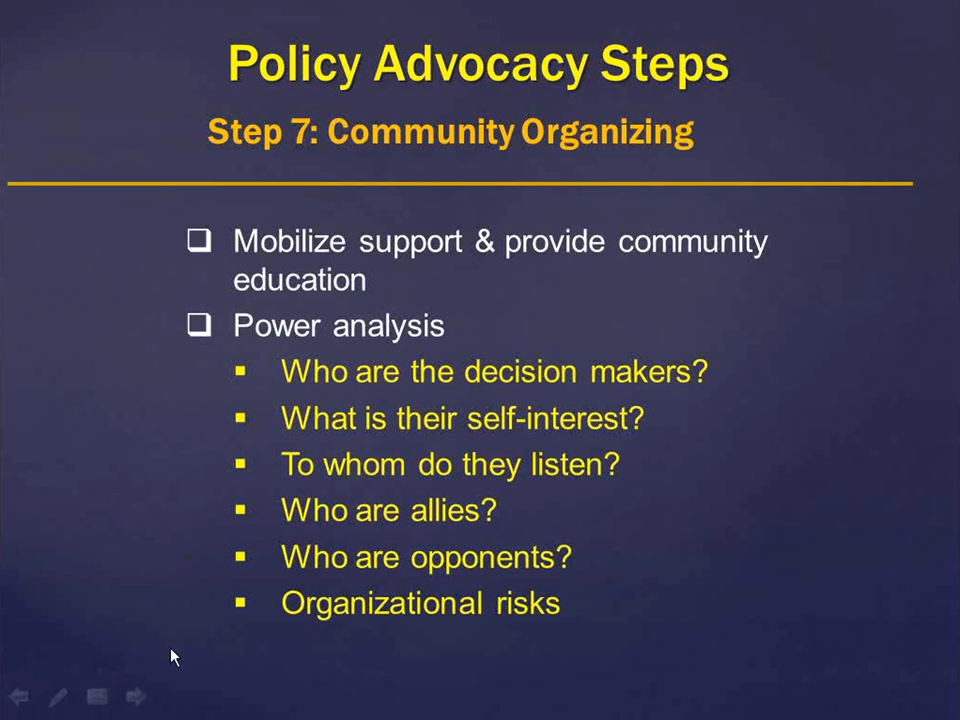 Policy Advocacy Steps
Step 7: Community Organizing
Mobilize support & provide community
education
Power analysis
Who are the decision makers?
What is their self-interest?
To whom do they listen?
Who are allies?
Who are opponents?
Organizational risks